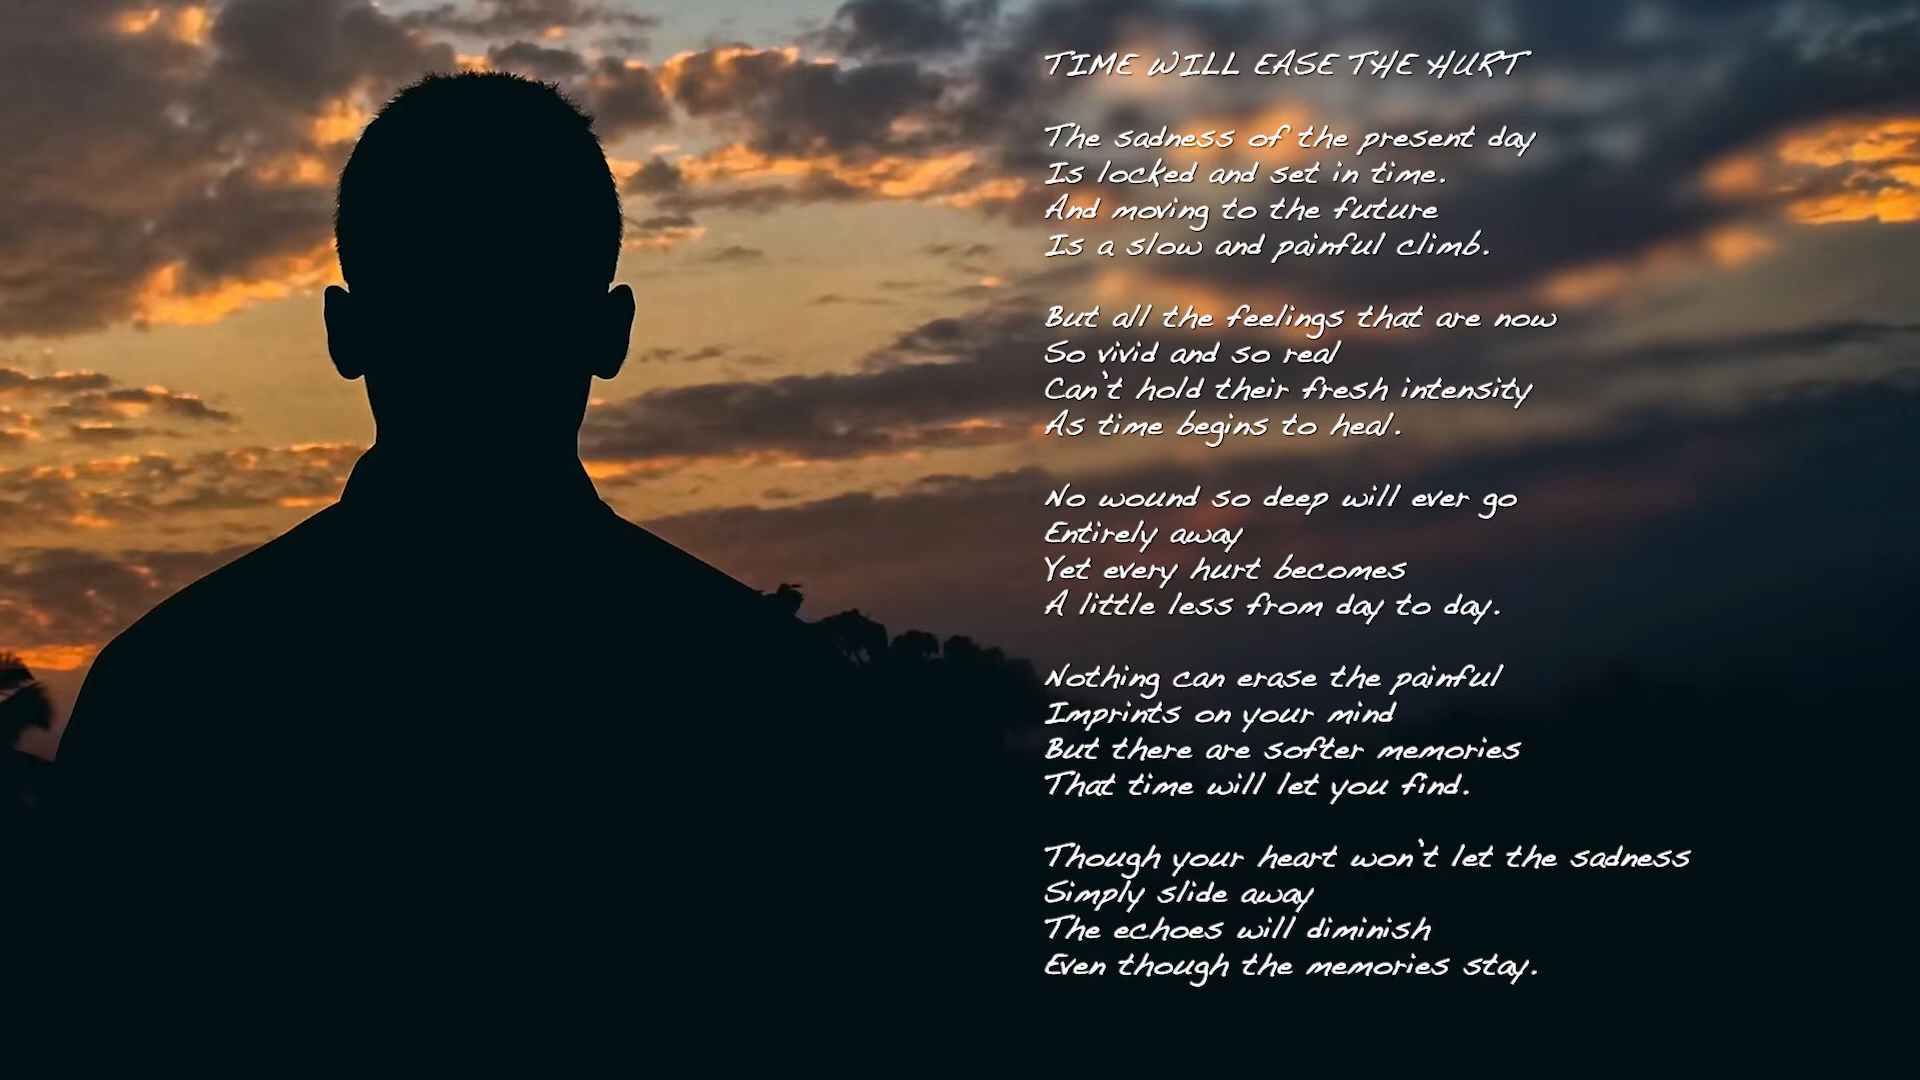 TIME WILL EASE THE HURT
The sadness of the present day
Is locked and set in time.
And moving to the future
Is a slow and painful climb.
But all the feelings that are now
So vivid and so real
Can't hold their fresh intensity
As time begins to heal.
No wound so deep will ever go
Entirely away
Yet every hurt becomes
A little less from day to day.
Nothing can erase the painful
Imprints on your mind
But there are softer memories
That time will let you find.
Though your heart won't let the sadness
Simply slide away
The echoes will diminish
Even though the memories stay.